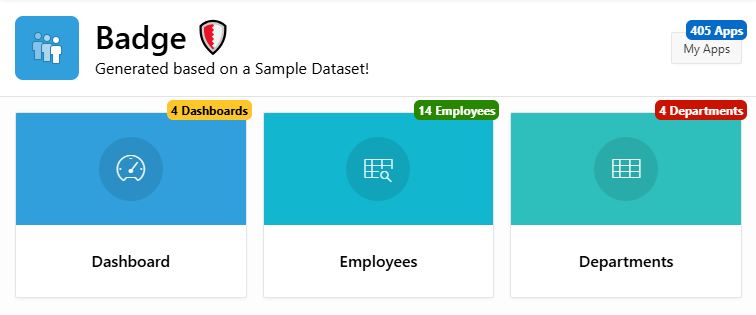 Badge
Generated based on a Sample Dataset!
405 Apps
My Apps
4 Dashboards
14 Employees
4 Departments
Dashboard
Employees
Departments